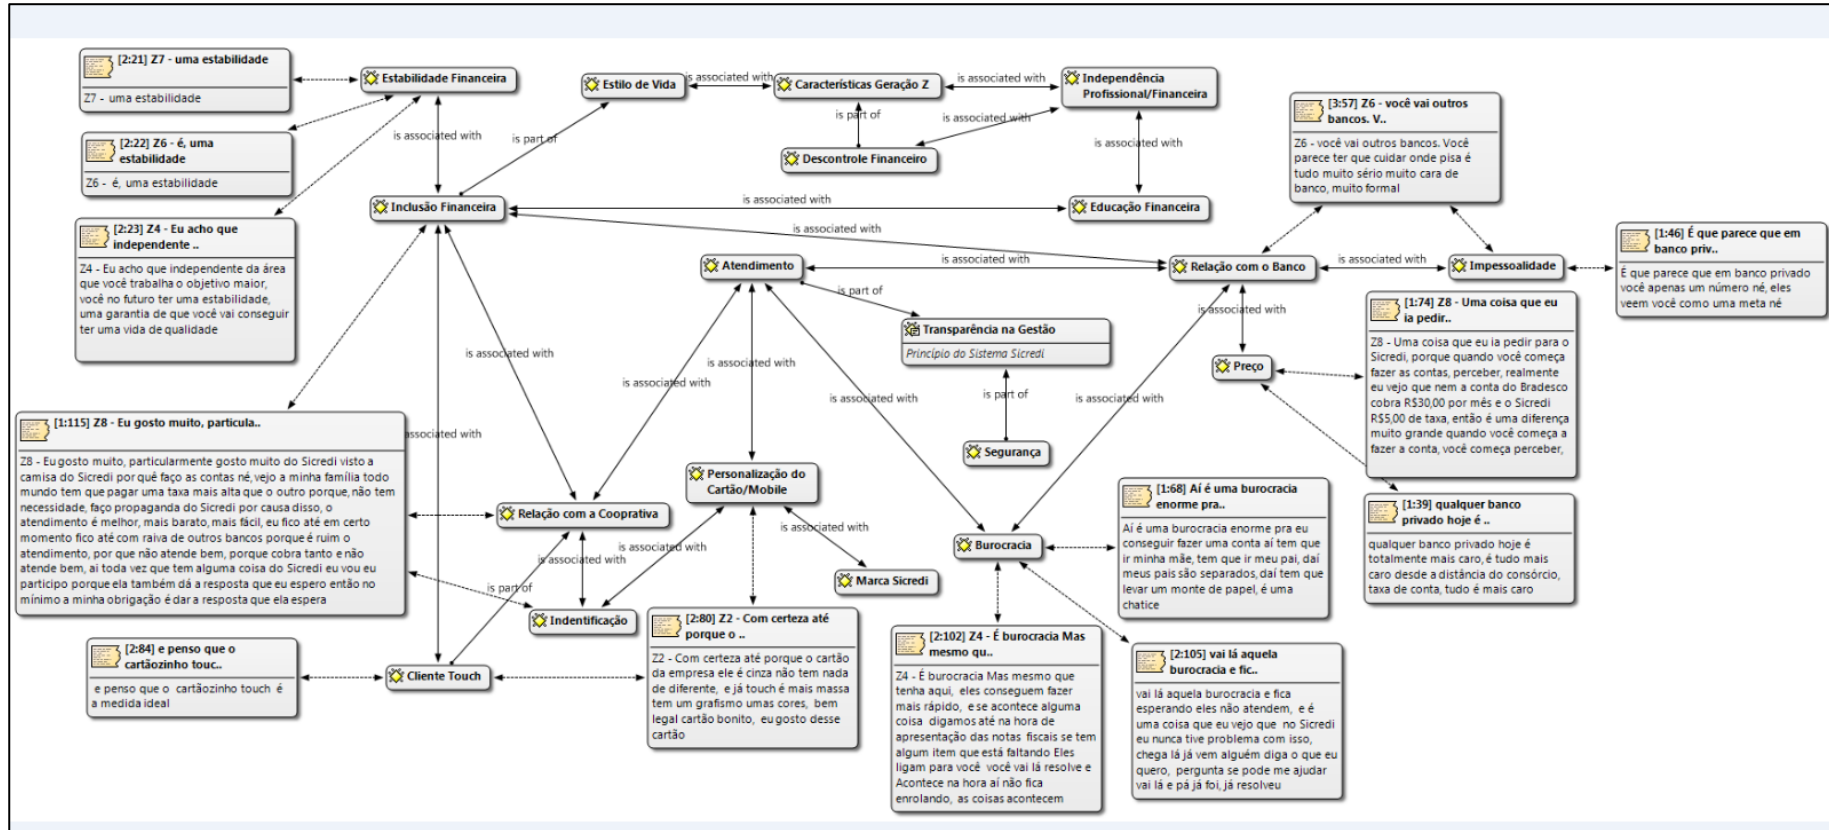 [2:21] Z7 - uma estabilidade
Z7 - uma estabilidade
Estabilidade Financeira
Estilo de Vida
is associated with
Características Geração Z
is associated with
Independência
Profissional/Financeira
[2:22] Z6 - é, uma
estabilidade
Z6 - é, uma estabilidade
is associated with
is part of
is part of
is associated with
Descontrole Financeiro
is associated with
[3:57] Z6 - você vai outros
bancos. V..
Z6 - você vai outros bancos. Você
parece ter que cuidar onde pisa é
tudo muito sério muito cara de
banco, muito formal
Inclusão Financeira
is associated with
Educação Financeira
[2:23] Z4 - Eu acho que
independente ..
Z4 - Eu acho que independente da área
que você trabalha o objetivo maior,
você no futuro ter uma estabilidade,
uma garantia de que você vai conseguir
ter uma vida de qualidade
is associated with
Atendimento
is associated with
Relação com o Banco
is associated with
Impessoalidade
[1:46] É que parece que em
banco priv..
É que parece que em banco privado
você apenas um número né, eles
veem você como uma meta né
is part of
Transparência na Gestão
Princípio do Sistema Sicredi
is associated with
Preço
[1:74] Z8 - Uma coisa que eu
ia pedir..
Z8 - Uma coisa que eu ia pedir para o
Sicredi, porque quando você começa
fazer as contas, perceber, realmente
eu vejo que nem a conta do Bradesco
cobra R$30,00 por mês e o Sicredi
R$5,00 de taxa, então é uma diferença
muito grande quando você começa a
fazer a conta, você começa perceber,
is associated with
is associated with
is part of
is associated with
is associated with
[1:115] Z8 - Eu gosto muito, particula..
Z8 - Eu gosto muito, particularmente gosto muito do Sicredi visto a
camisa do Sicredi por quê faço as contas né, vejo a minha família todo
mundo tem que pagar uma taxa mais alta que o outro porque, não tem
necessidade, faço propaganda do Sicredi por causa disso, o
atendimento é melhor, mais barato, mais fácil, eu fico até em certo
momento fico até com raiva de outros bancos porque é ruim o
atendimento, por que não atende bem, porque cobra tanto e não
atende bem, ai toda vez que tem alguma coisa do Sicredi eu vou eu
participo porque ela também dá a resposta que eu espero então no
mínimo a minha obrigação é dar a resposta que ela espera
associated with
Segurança
Personalização do
Cartão/Mobile
Relação com a Cooprativa
is associated with
is associated with
is associated with
is part of
Indentificação
Marca Sicredi
Burocracia
[1:68] Aí é uma burocracia
enorme pra..
Aí é uma burocracia enorme pra eu
conseguir fazer uma conta aí tem que
ir minha mãe, tem que ir meu pai, daí
meus pais são separados, daí tem que
levar um monte de papel, é uma
chatice
[1:39] qualquer banco
privado hoje é ..
qualquer banco privado hoje é
totalmente mais caro, é tudo mais
caro desde a distância do consórcio,
taxa de conta, tudo é mais caro
[2:84] e penso que o
cartãozinho touc..
e penso que o cartãozinho touch é
a medida ideal
Cliente Touch
[2:80] Z2 - Com certeza até
porque o ..
Z2 - Com certeza até porque o cartão
da empresa ele é cinza não tem nada
de diferente, e já touch é mais massa
tem um grafismo umas cores, bem
legal cartão bonito, eu gosto desse
cartão
[2:102] Z4 - É burocracia Mas
mesmo qu..
Z4 - É burocracia Mas mesmo que
tenha aqui, eles conseguem fazer
mais rápido, e se acontece alguma
coisa digamos até na hora de
apresentação das notas fiscais se tem
algum item que está faltando Eles
ligam para você você vai lá resolve e
Acontece na hora aí não fica
enrolando, as coisas acontecem
[2:105] vai lá aquela
burocracia e fic..
vai lá aquela burocracia e fica
esperando eles não atendem, e é
uma coisa que eu vejo que no Sicredi
eu nunca tive problema com isso,
chega lá já vem alguém diga o que eu
quero, pergunta se pode me ajudar
vai lá e pá já foi, já resolveu